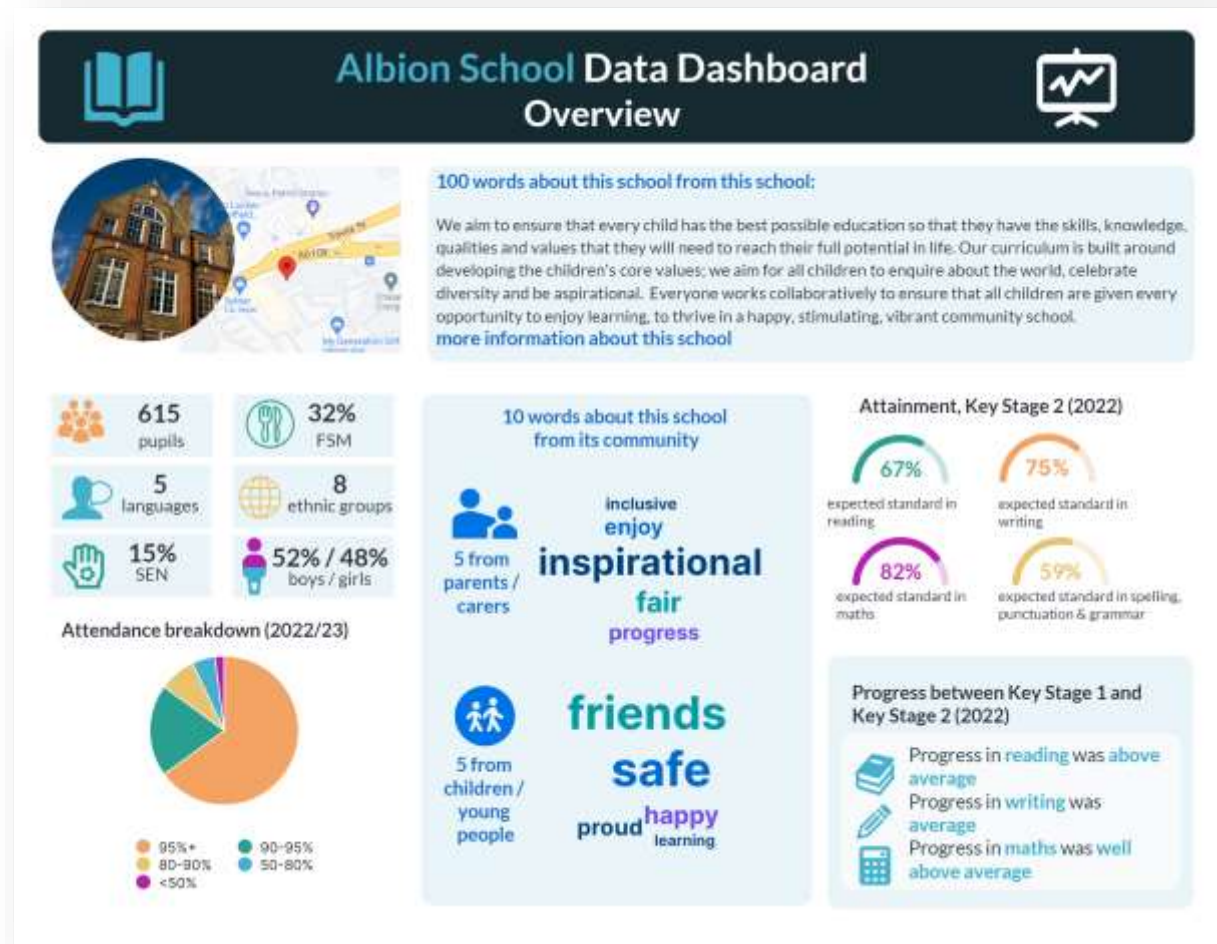 Albion School Data Dashboard
Overview
100 words about this school from this school:
We aim to ensure that every child has the best possible education so that they have the skills, knowledge,
qualities and values that they will need to reach their full potential in life. Our curriculum is built around
developing the children's core values; we aim for all children to enquire about the world, celebrate
diversity and be aspirational. Everyone works collaboratively to ensure that all children are given every
opportunity to enjoy learning, to thrive in a happy, stimulating, vibrant community school.
more information about this school
615
pupils
32%
FSM
5
languages
8
ethnic groups
15%
SEN
52% / 48%
boys / girls
Attendance breakdown (2022/23)
95%+
90-95%
80-90%
50-80%
<50%
10 words about this school
from its community
5 from
parents /
carers
inclusive
enjoy
inspirational
fair
progress
5 from
children /
young
people
friends
safe
happy
proud
learning
Attainment, Key Stage 2 (2022)
67%
expected standard in
reading
75%
expected standard in
writing
82%
expected standard in
maths
59%
expected standard in spelling,
punctuation & grammar
Progress between Key Stage 1 and
Key Stage 2 (2022)
Progress in reading was above
average
Progress in writing was
average
Progress in maths was well
above average